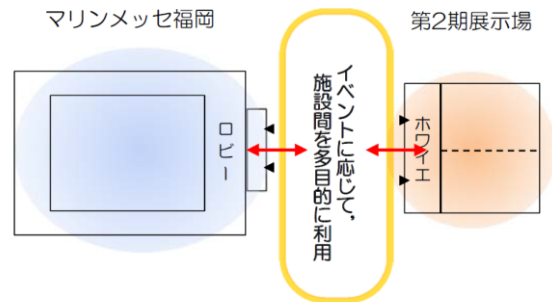 マリンメッセ福岡
第2期展示場
ロビー
イベントに応じて,
施設間を多目的に利用
ホワイエ